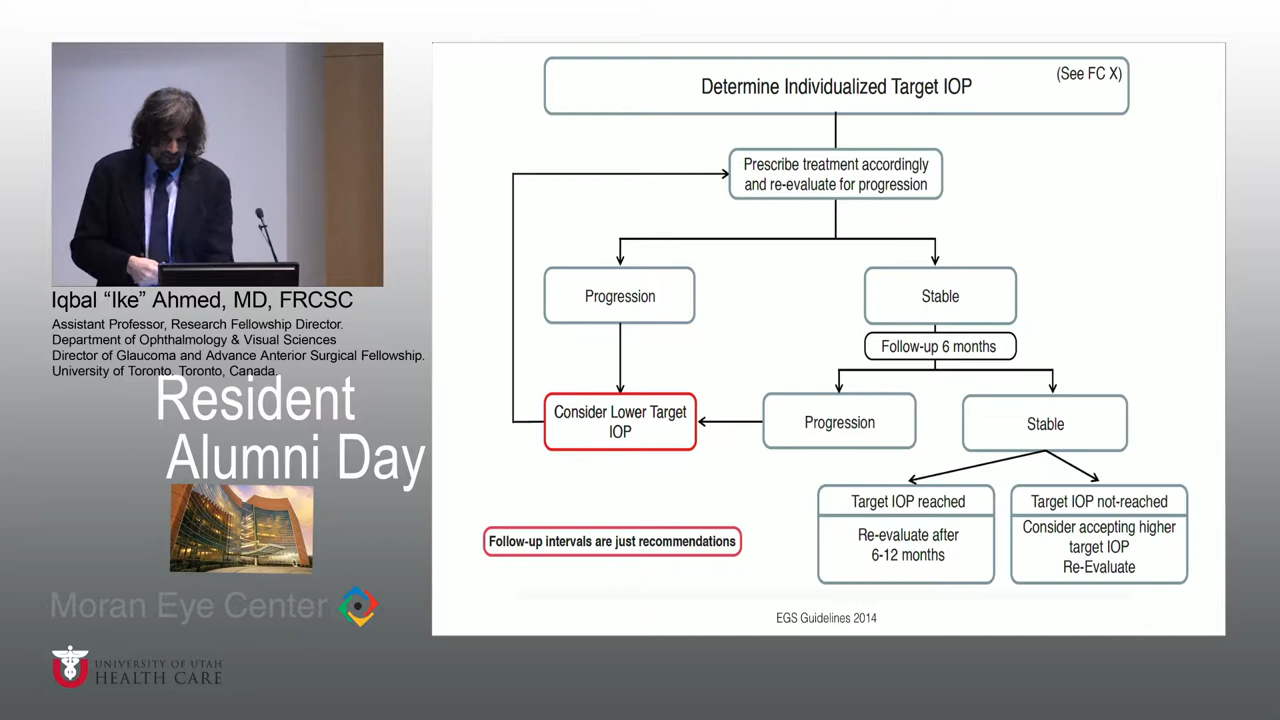 Iqbal “Ike” Ahmed, MD, FRCSC
Assistant Professor, Research Fellowship Director.
Department of Ophthalmology & Visual Sciences
Director of Glaucoma and Advance Anterior Surgical Fellowship.
University of Toronto. Toronto, Canada.
Resident
Alumni Day
Moran Eye Center
UNIVERSITY OF UTAH
HEALTH CARE
Determine Individualized Target IOP
(See FC X)
Prescribe treatment accordingly
and re-evaluate for progression
Progression
Stable
Follow-up 6 months
Consider Lower Target
IOP
Progression
Stable
Target IOP reached
Re-evaluate after
6-12 months
Target IOP not-reached
Consider accepting higher
target IOP
Re-Evaluate
Follow-up intervals are just recommendations
EGS Guidelines 2014